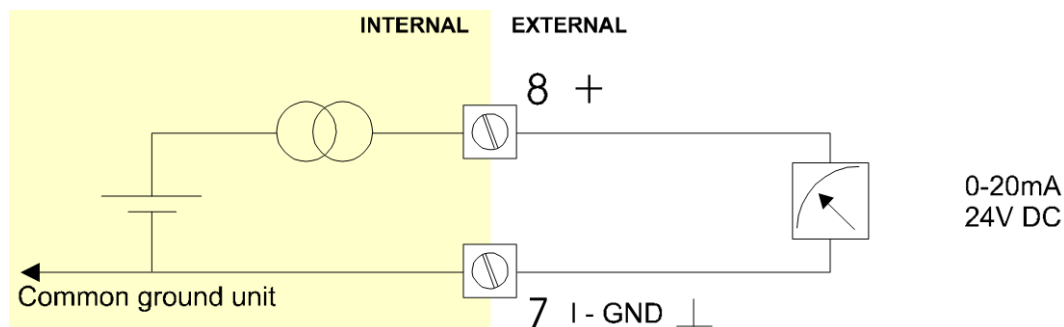 INTERNAL EXTERNAL
8 +
0-20mA
24V DC
Common ground unit
7 I - GND